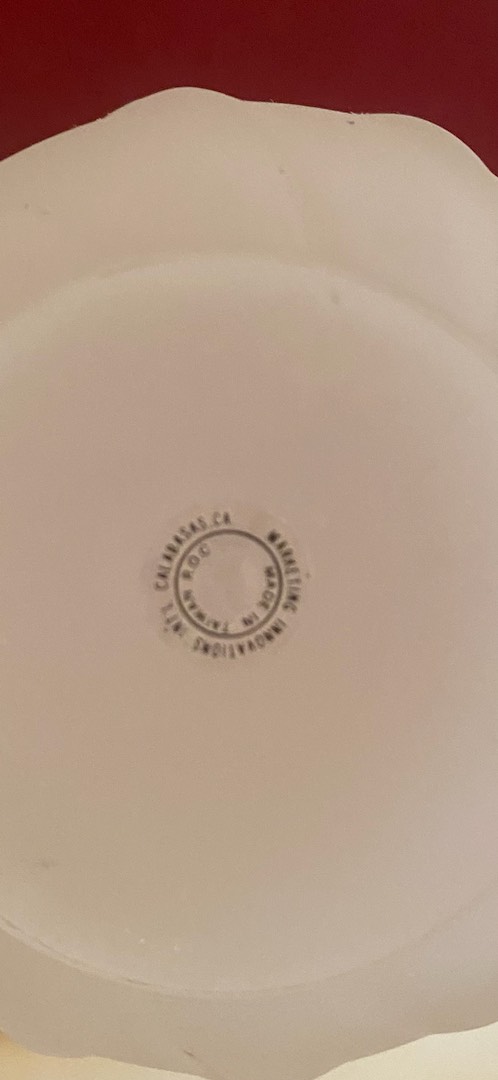 MARKETING INNOVATIONS INT'L CALABASAS.CA
MADE IN TAIWAN R.O.C